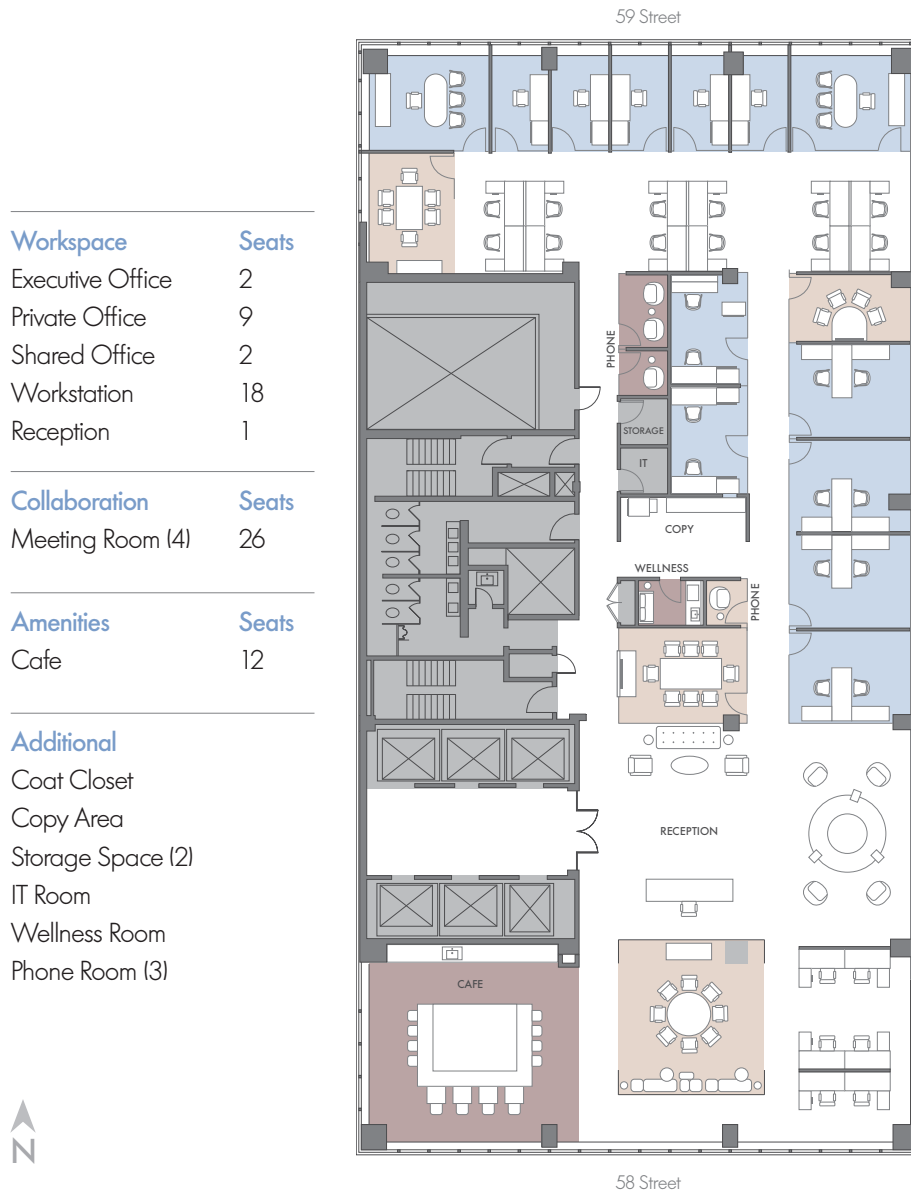 59 Street
Workspace Seats
Executive Office 2
Private Office 9
Shared Office 2
Workstation 18
Reception 1
Collaboration Seats
Meeting Room (4) 26
Amenities Seats
Cafe 12
Additional
Coat Closet
Copy Area
Storage Space (2)
IT Room
Wellness Room
Phone Room (3)
N
PHONE
STORAGE
IT
COPY
WELLNESS
PHONE
RECEPTION
CAFE
58 Street